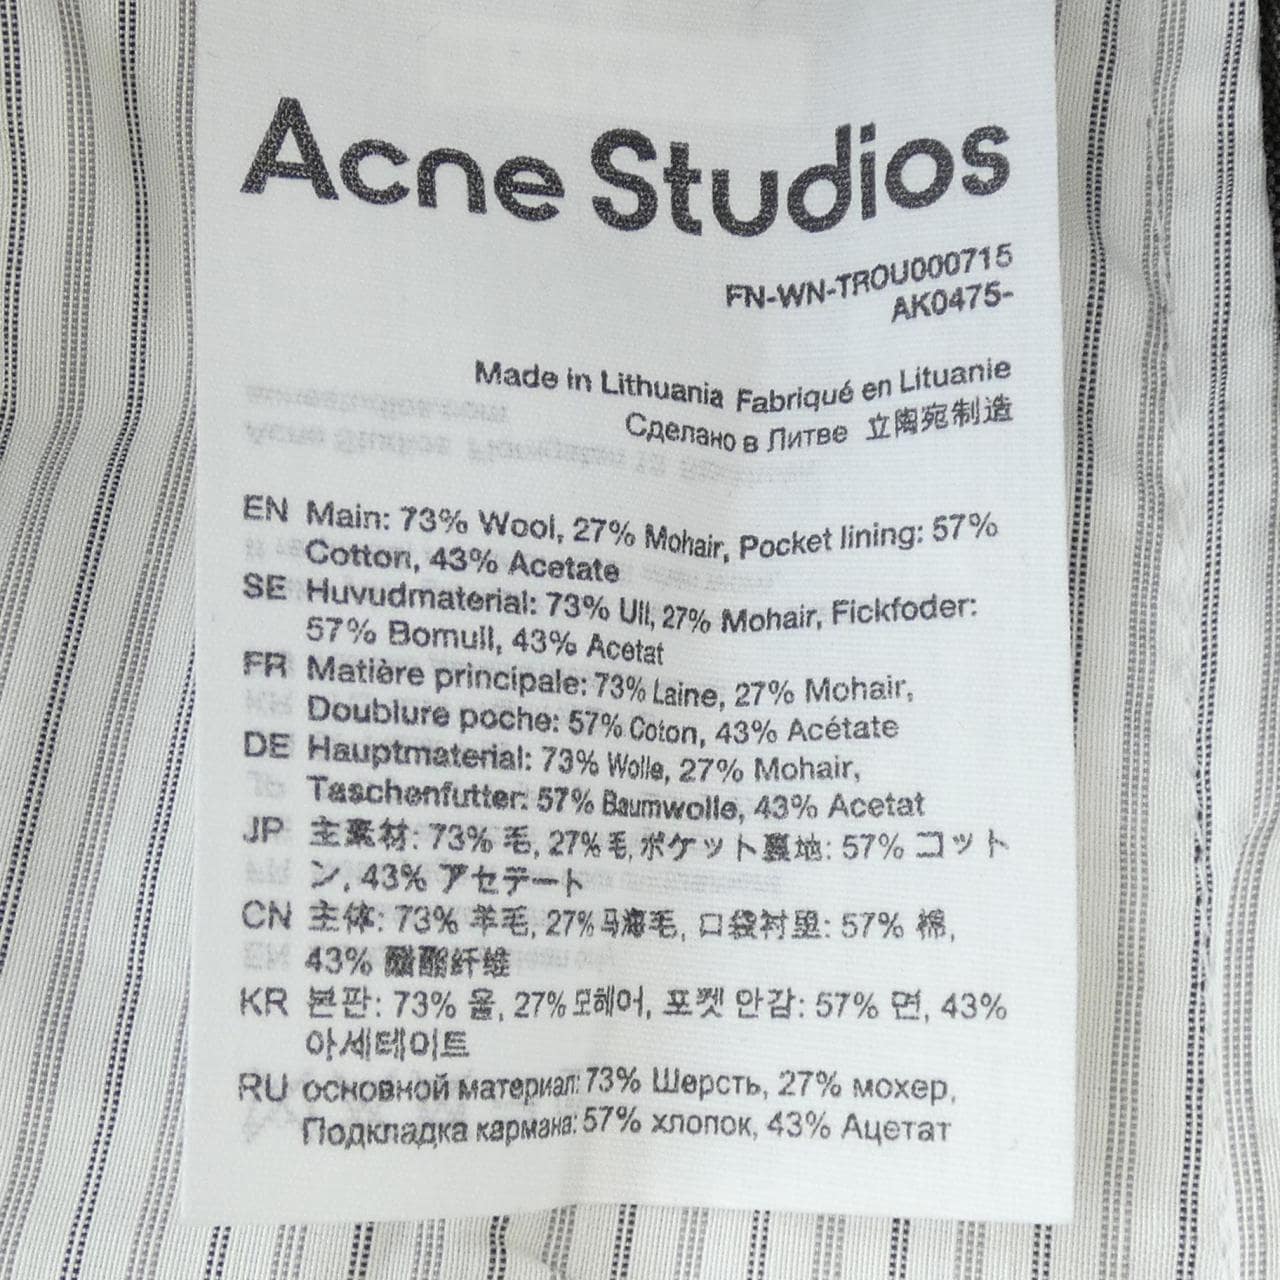 Acne Studios
FN-WN-TROU000715
AK0475-
Made in Lithuania Fabriqué en Lituanie
Сделано в Литве 立陶宛制造
EN Main: 73% Wool, 27% Mohair, Pocket lining: 57%
Cotton, 43% Acetate
SE Huvudmaterial: 73% Ull, 27% Mohair, Fickfoder:
57% Bomull, 43% Acetat
FR Matière principale: 73% Laine, 27% Mohair,
Doublure poche: 57% Coton, 43% Acétate
DE Hauptmaterial: 73% Wolle, 27% Mohair,
Taschenfutter: 57% Baumwolle, 43% Acetat
JP 主素材: 73% 毛, 27% 毛, ポケット裏地: 57% コット
ン, 43% アセテート
CN 主体: 73% 羊毛, 27% 马海毛, 口袋衬里: 57% 棉,
43% 醋酯纤维
KR 본판: 73% 울, 27% 모헤어, 포켓 안감: 57% 면, 43%
아세테이트
RU основной материал: 73% Шерсть, 27% мохер,
Подкладка кармана: 57% хлопок, 43% Ацетат